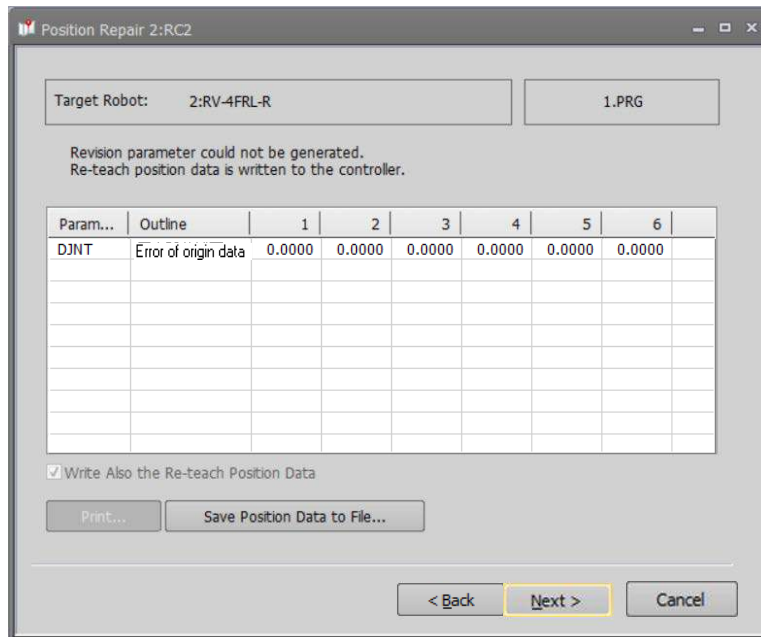 Position Repair 2:RC2
Target Robot: 2:RV-4FRL-R 1.PRG
Revision parameter could not be generated.
Re-teach position data is written to the controller.
Param... Outline 1 2 3 4 5 6
DJNT Error of origin data 0.0000 0.0000 0.0000 0.0000 0.0000 0.0000
Write Also the Re-teach Position Data
Print... Save Position Data to File...
< Back Next > Cancel